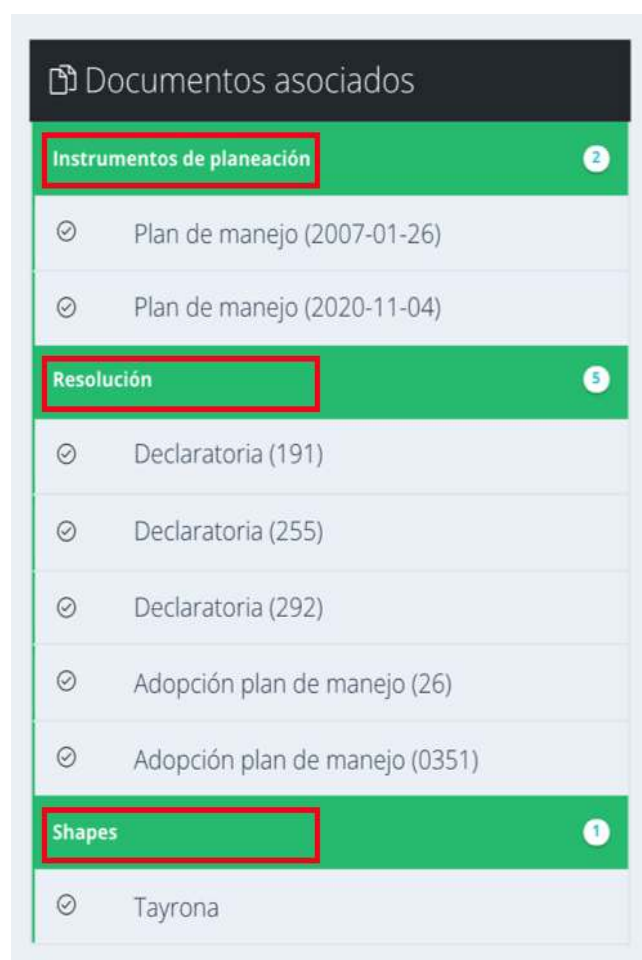 Documentos asociados
Instrumentos de planeación 2
Plan de manejo (2007-01-26)
Plan de manejo (2020-11-04)
Resolución 5
Declaratoria (191)
Declaratoria (255)
Declaratoria (292)
Adopción plan de manejo (26)
Adopción plan de manejo (0351)
Shapes 1
Tayrona